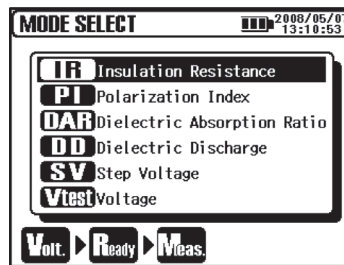 MODE SELECT 2008/05/07
13:10:53
IR Insulation Resistance
PI Polarization Index
DAR Dielectric Absorption Ratio
DD Dielectric Discharge
SV Step Voltage
Vtest Voltage
Volt. Ready Meas.